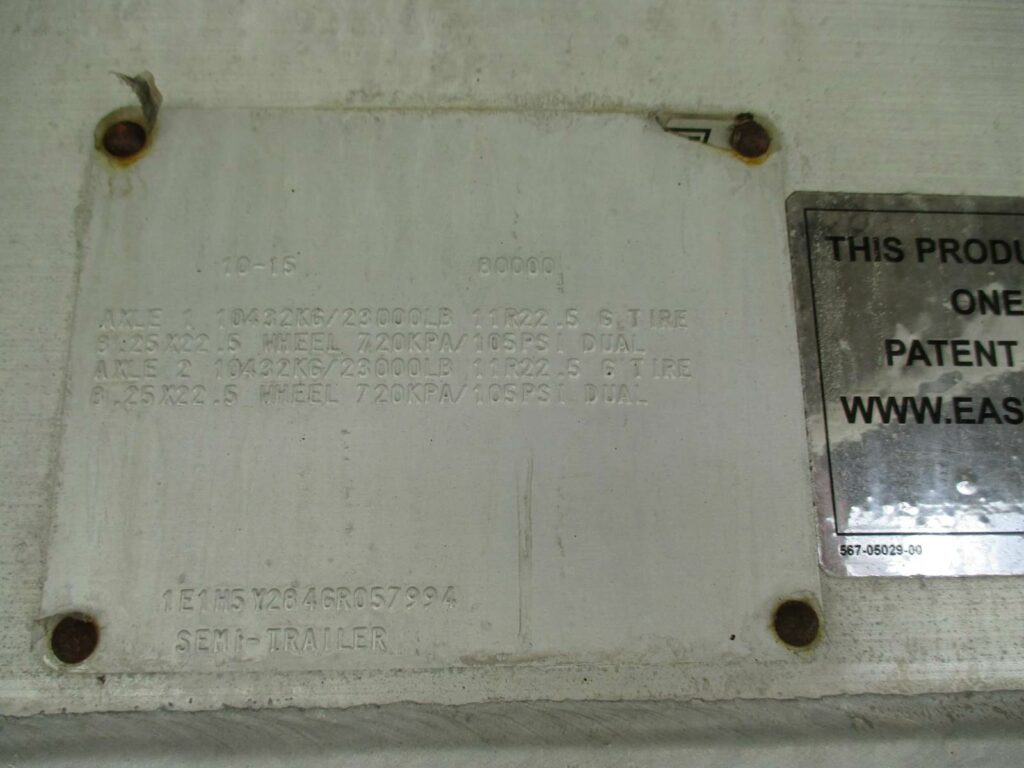 10-15 80000
AXLE 1 10432KG/23000LB 11R22.5 G TIRE
8.25X22.5 WHEEL 720KPA/105PSI DUAL
AXLE 2 10432KG/23000LB 11R22.5 G TIRE
8.25X22.5 WHEEL 720KPA/105PSI DUAL
1E1H5Y284GR057994
SEMI-TRAILER
THIS PRODU
ONE
PATENT
WWW.EAS
567-05029-00